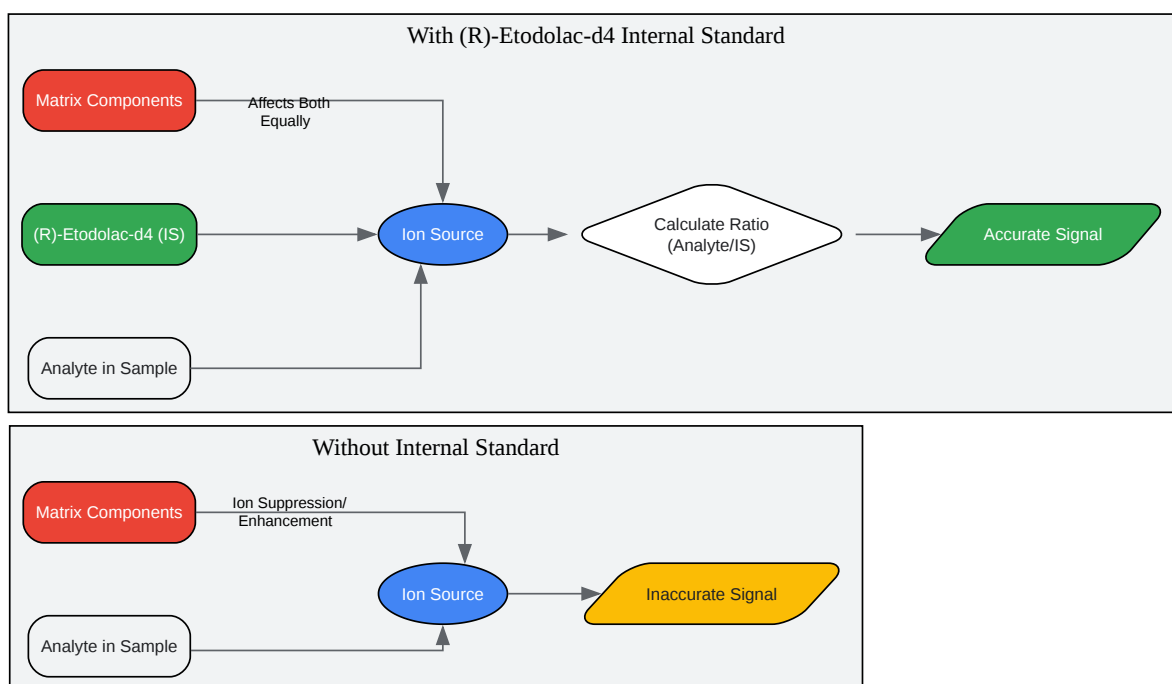 With (R)-Etodolac-d4 Internal Standard
Matrix Components
Affects Both
Equally
(R)-Etodolac-d4 (IS)
Ion Source
Calculate Ratio
(Analyte/IS)
Accurate Signal
Analyte in Sample
Without Internal Standard
Matrix Components
Ion Suppression/
Enhancement
Ion Source
Inaccurate Signal
Analyte in Sample